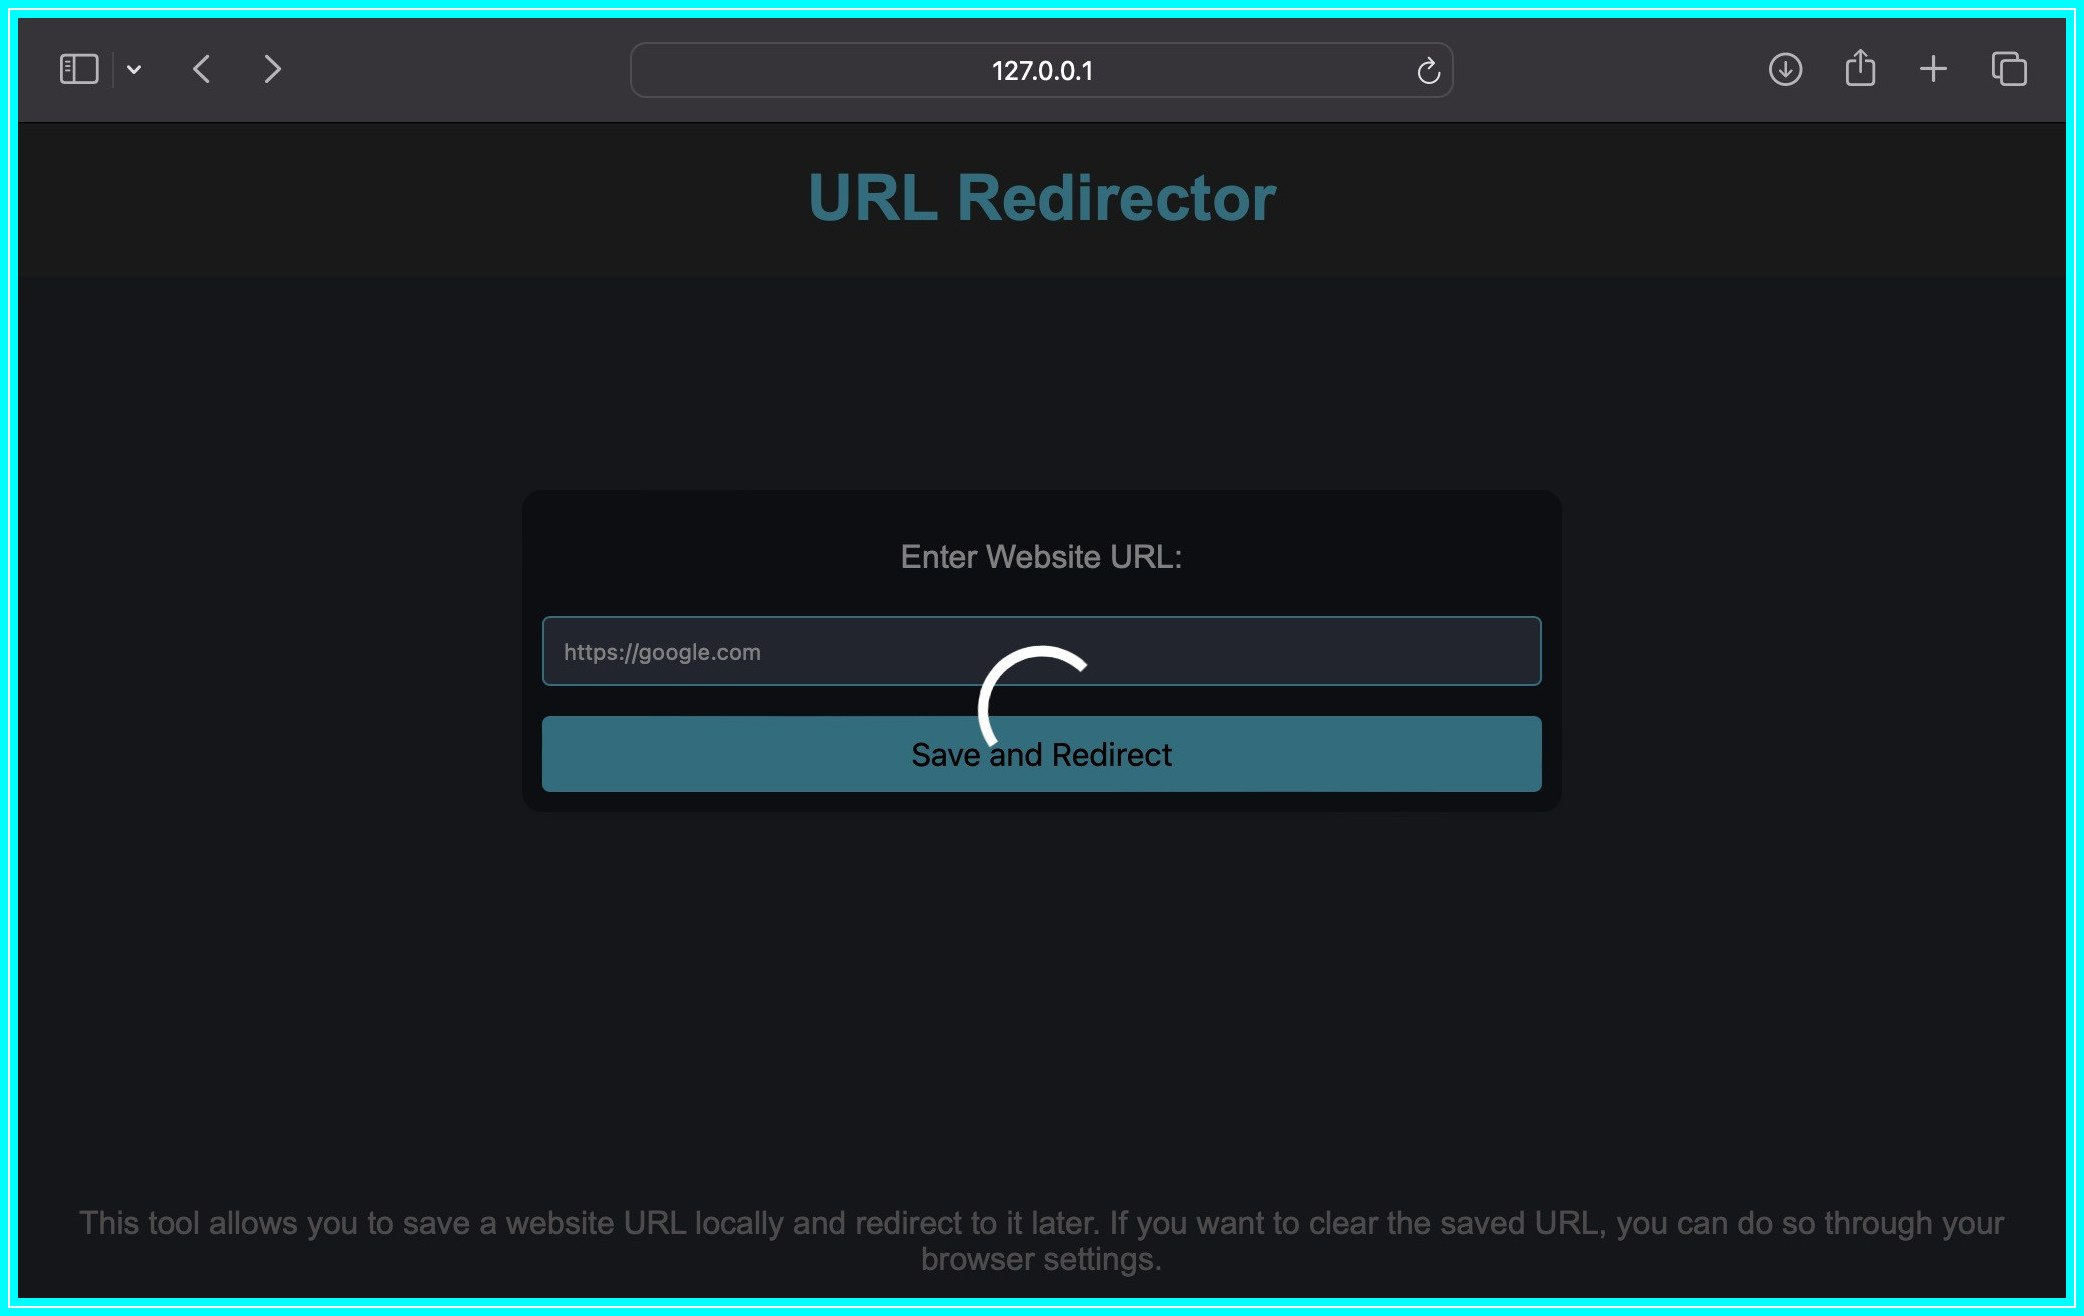 127.0.0.1
URL Redirector
Enter Website URL:
https://google.com
Save and Redirect
This tool allows you to save a website URL locally and redirect to it later. If you want to clear the saved URL, you can do so through your
browser settings.